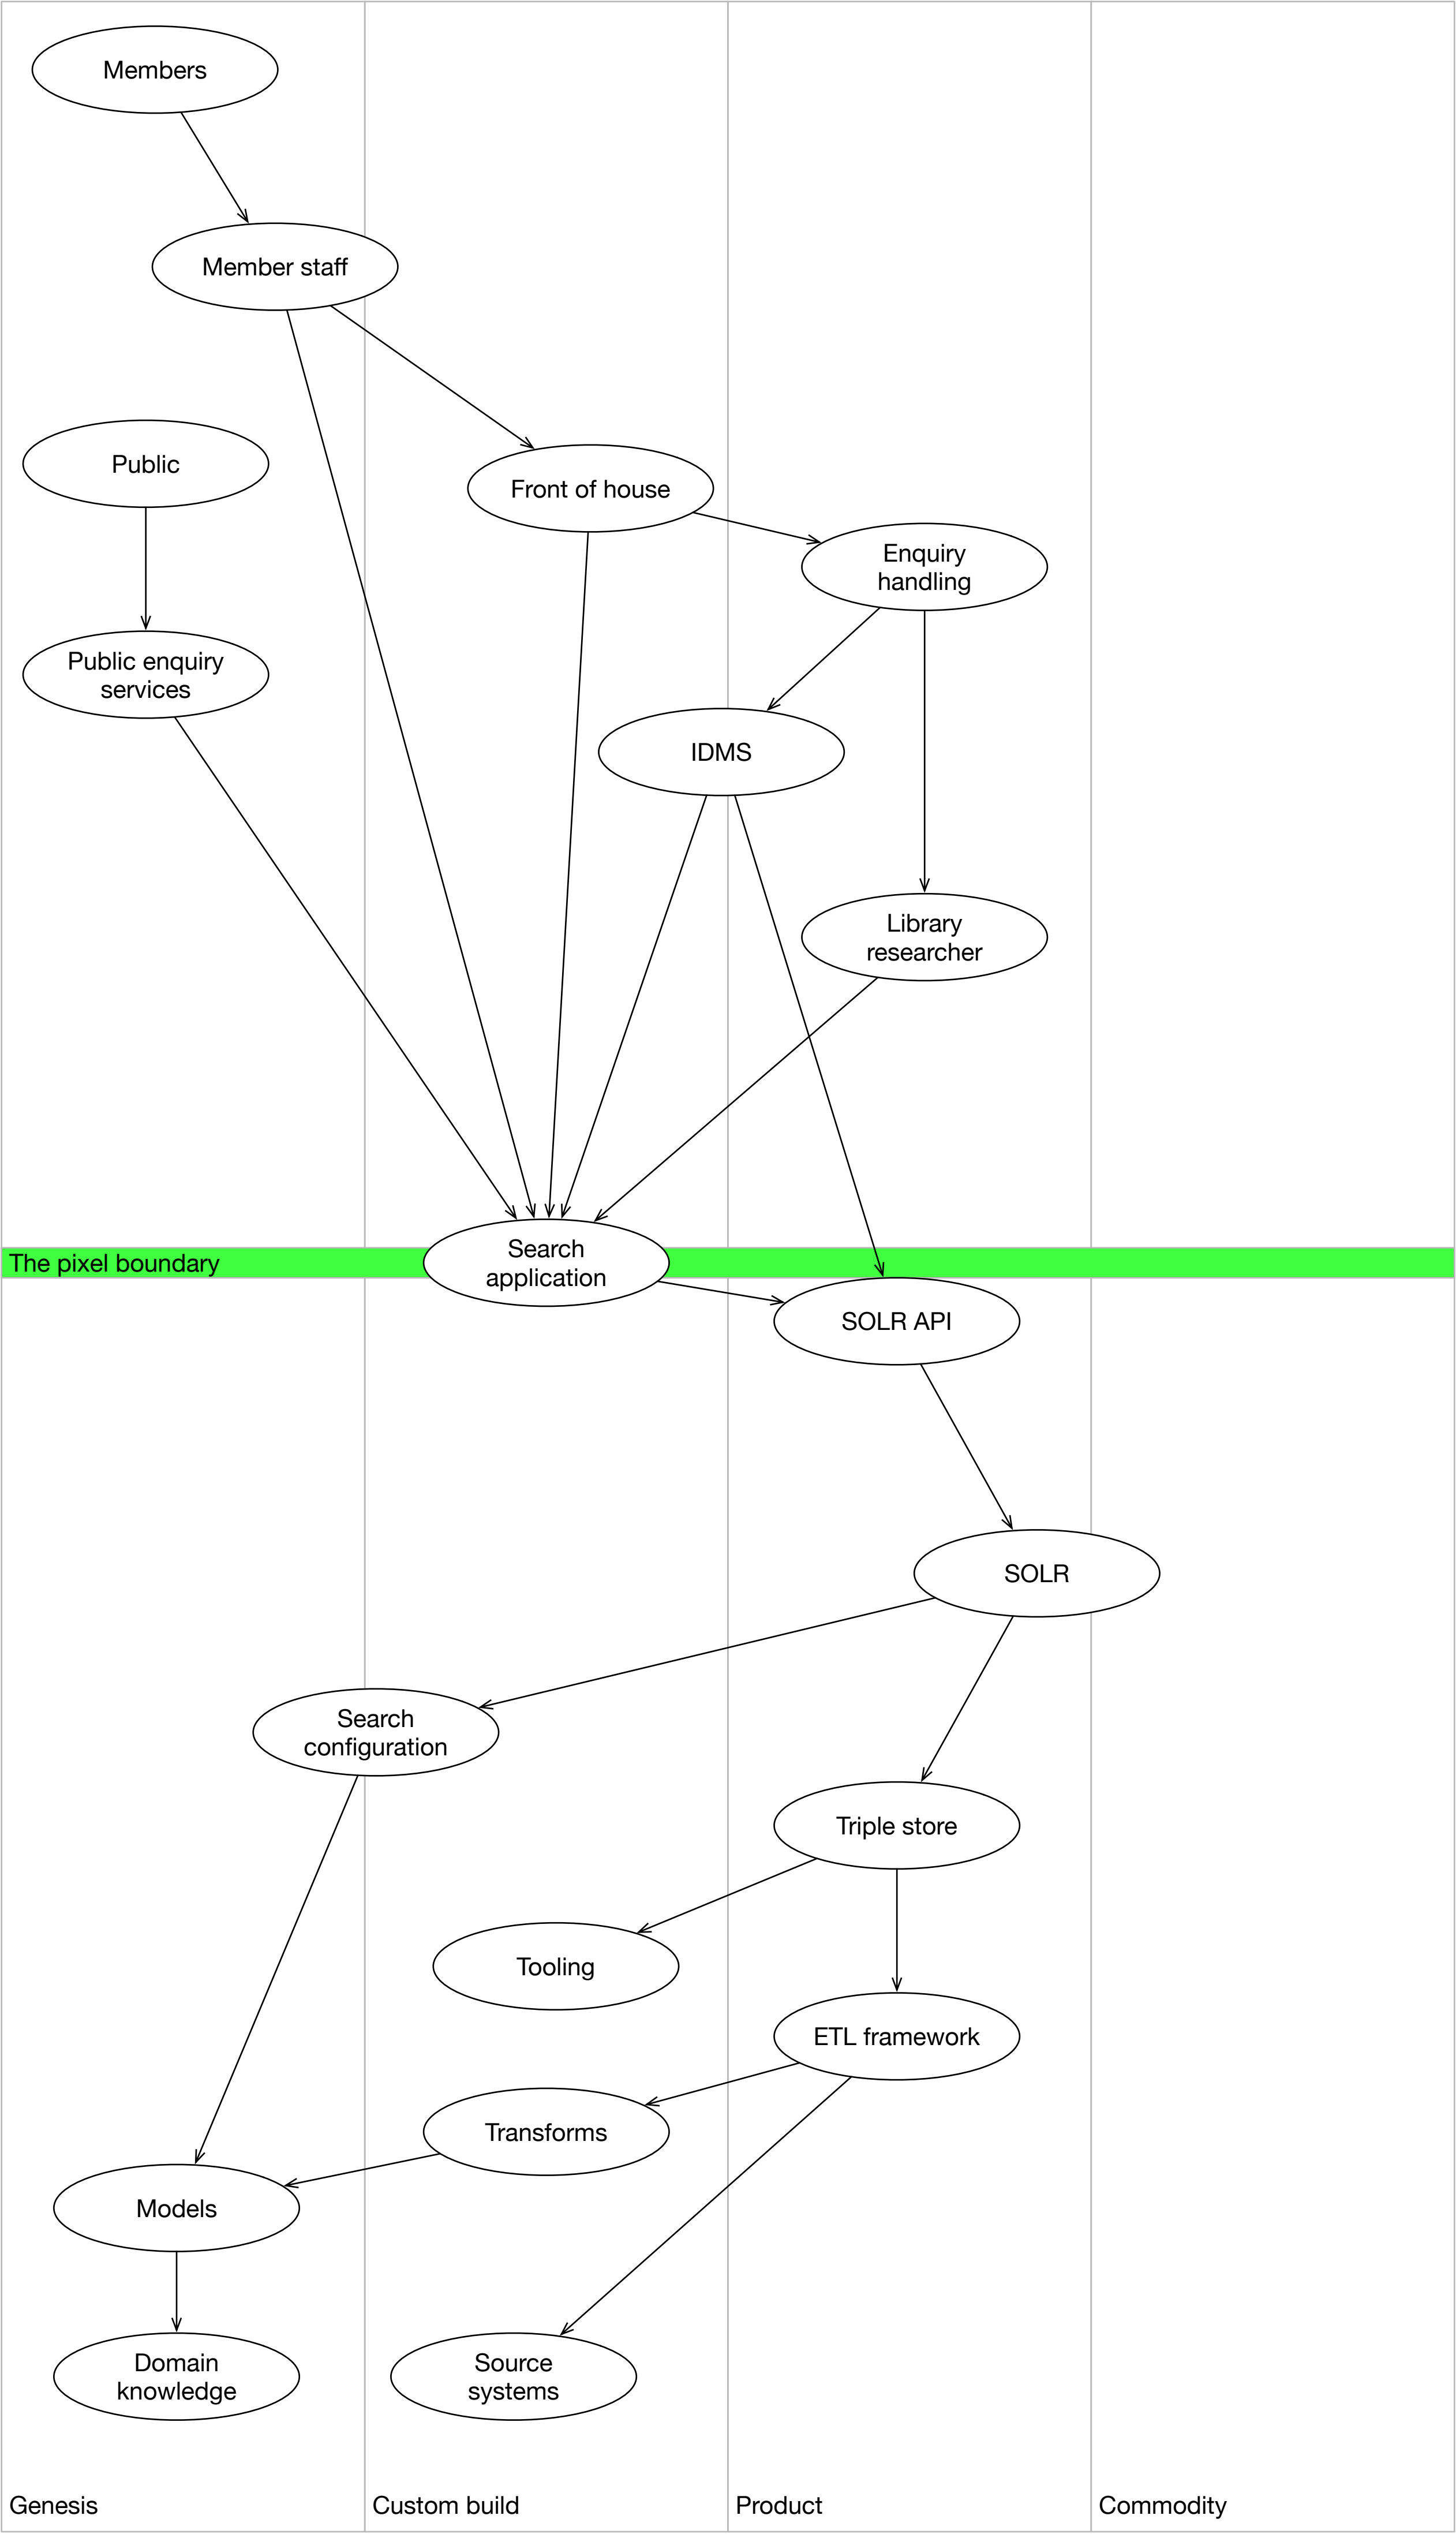 Members
Member staff
Public
Front of house
Enquiry
handling
Public enquiry
services
IDMS
Library
researcher
The pixel boundary
Search
application
SOLR API
SOLR
Search
configuration
Triple store
Tooling
ETL framework
Transforms
Models
Domain
knowledge
Source
systems
Genesis
Custom build
Product
Commodity